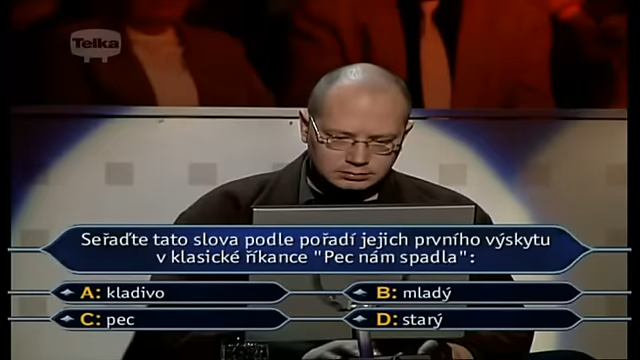 Telka
Seřaďte tato slova podle pořadí jejich prvního výskytu
v klasické říkance "Pec nám spadla":
A: kladivo
B: mladý
C: pec
D: starý